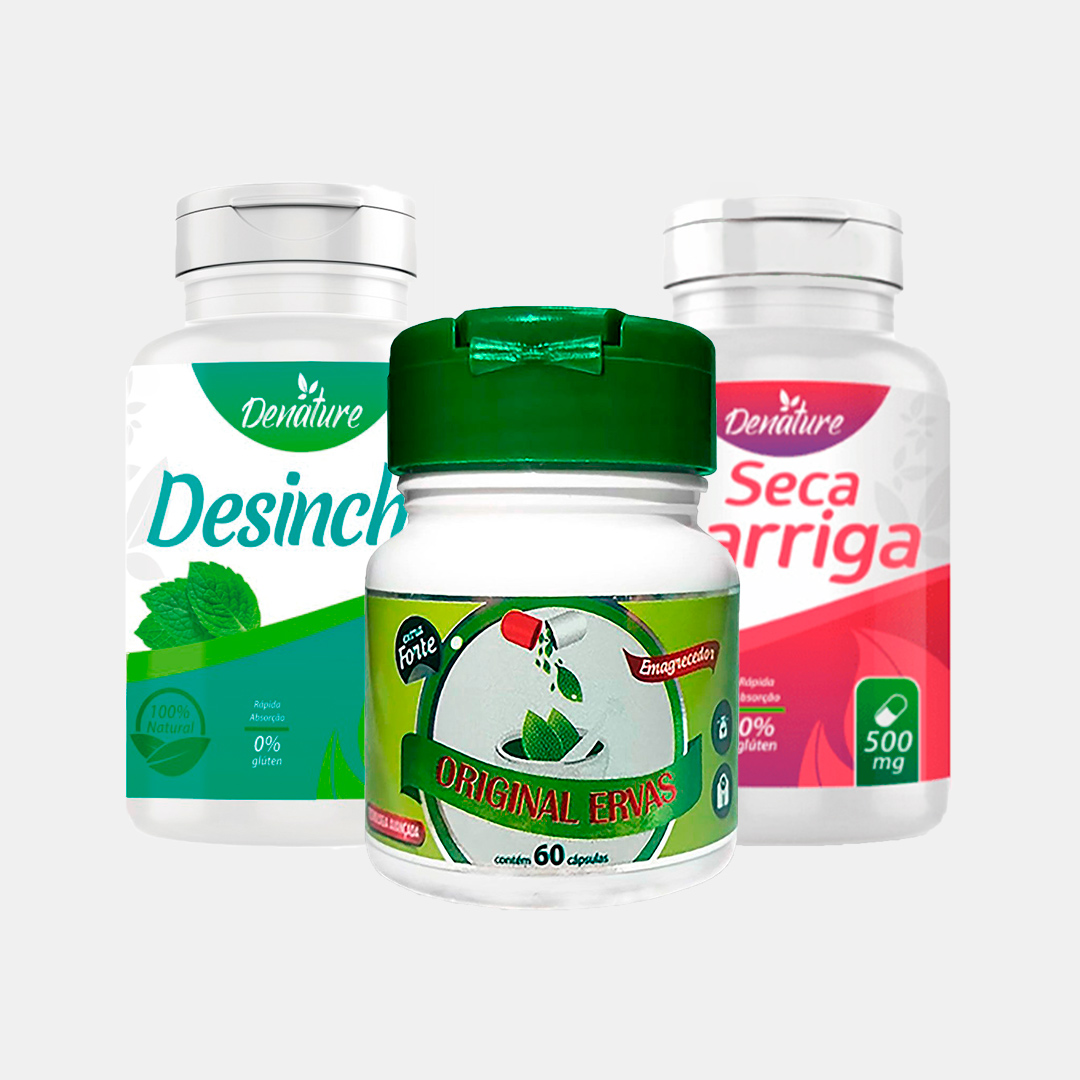 Denature
Desinch
100%
Natural
Rápida
Absorção
0%
glúten
Forte
Emagrecedor
ORIGINAL ERVAS
contém 60 cápsulas
Denature
Seca
arriga
Rápida
Absorção
0%
glúten
500
mg